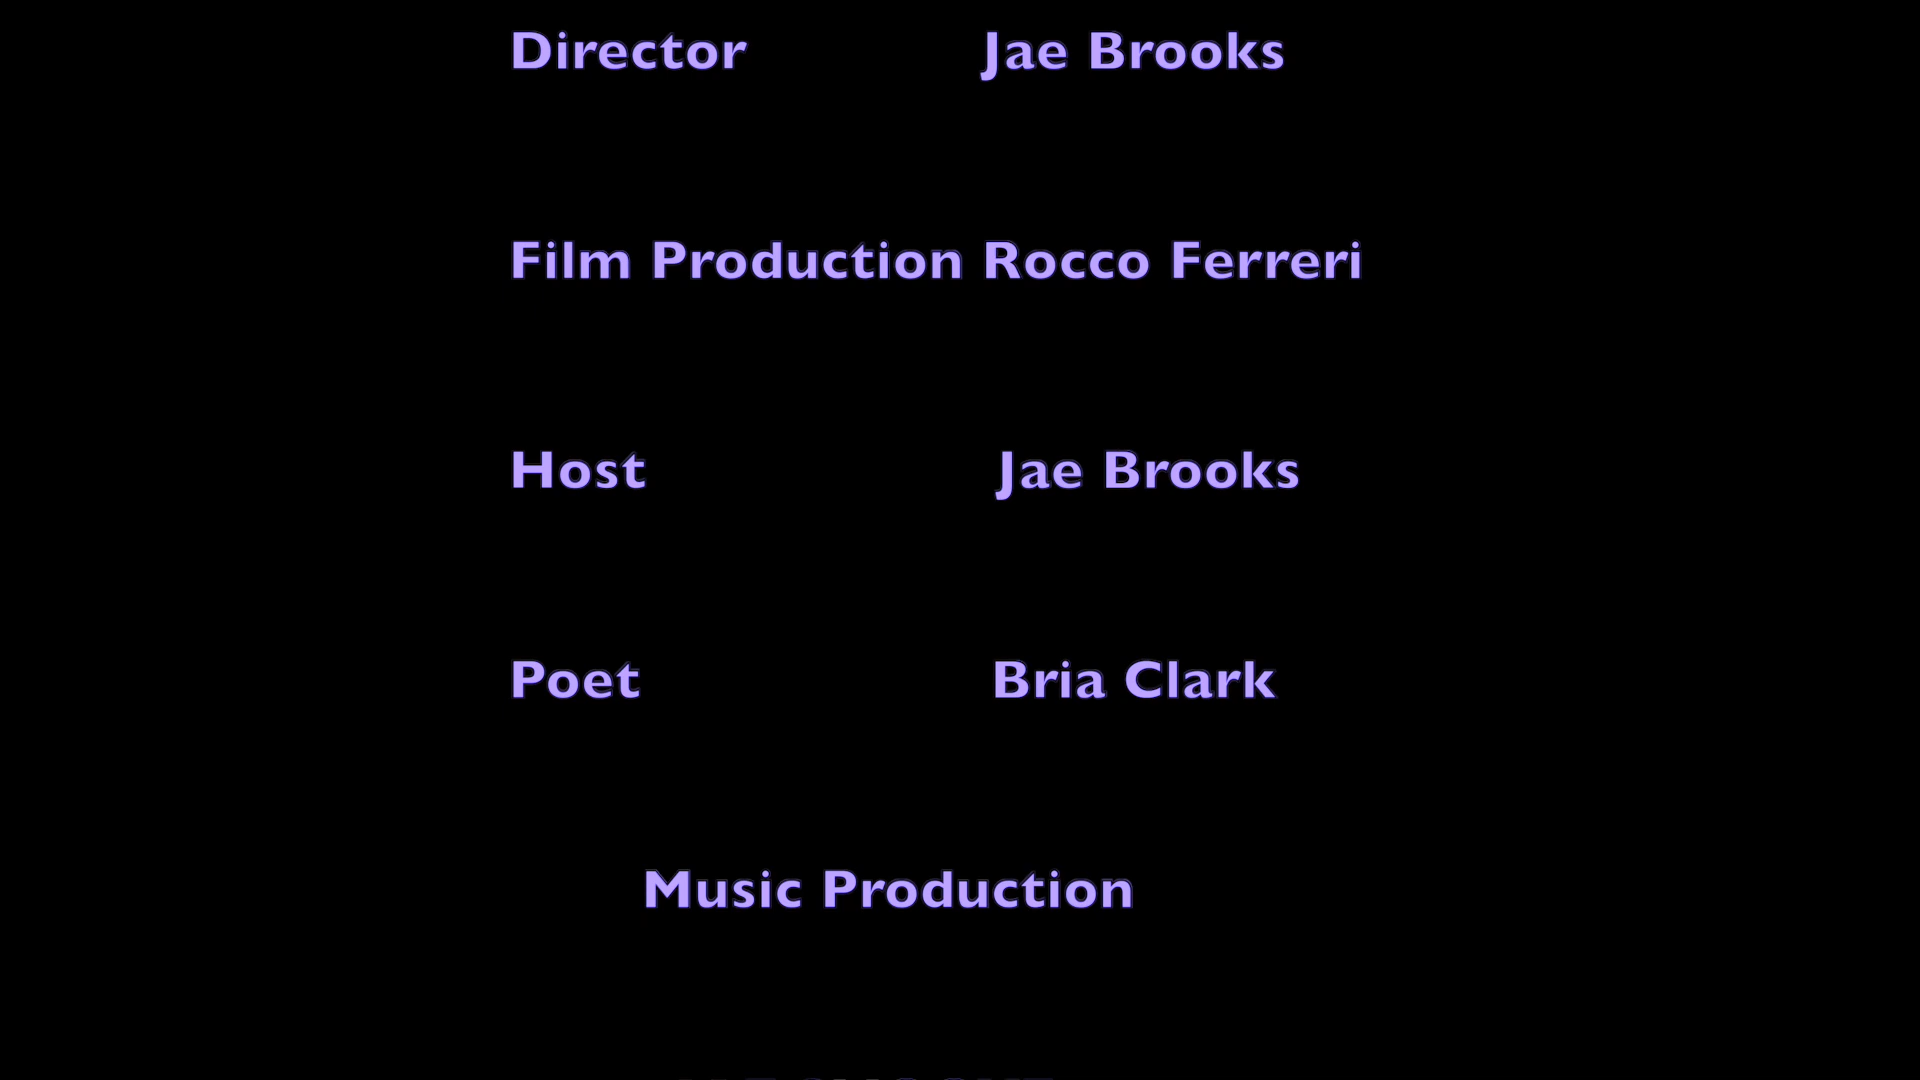 Director Jae Brooks
Film Production Rocco Ferreri
Host Jae Brooks
Poet Bria Clark
Music Production